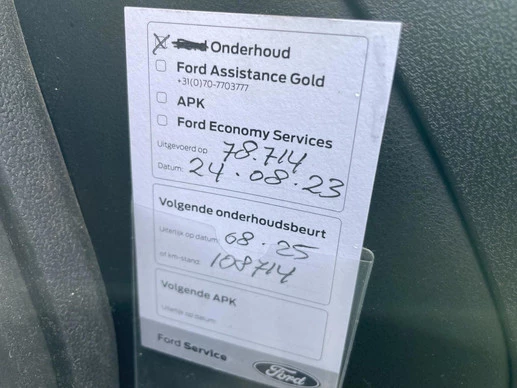 Onderhoud
Ford Assistance Gold
+31(0)70-7703777
APK
Ford Economy Services
Uitgevoerd op 78.714
Datum: 24.08.23
Volgende onderhoudsbeurt
Uiterlijk op datum 08.25
of km-stand: 108714
Volgende APK
Uiterlijk op datum:
Ford Service
Ford